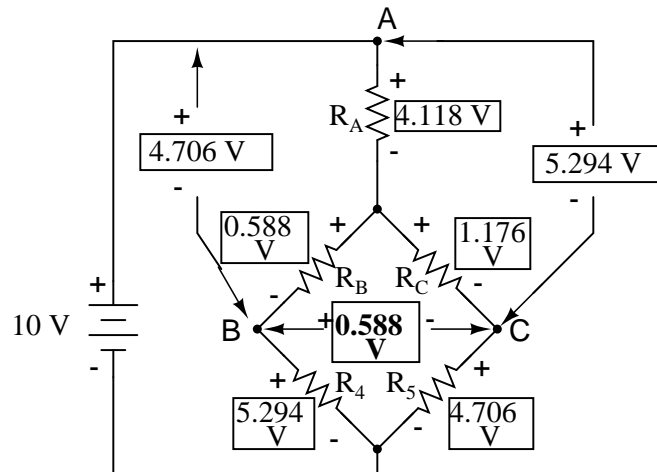 A
+
+
+
R_A
4.118 V
4.706 V
5.294 V
-
-
-
0.588
V
+
+
1.176
V
+
R_B
R_C
-
-
10 V
B
+
0.588
V
-
C
-
+
R_4
R_5
+
5.294
V
4.706
V
-
-